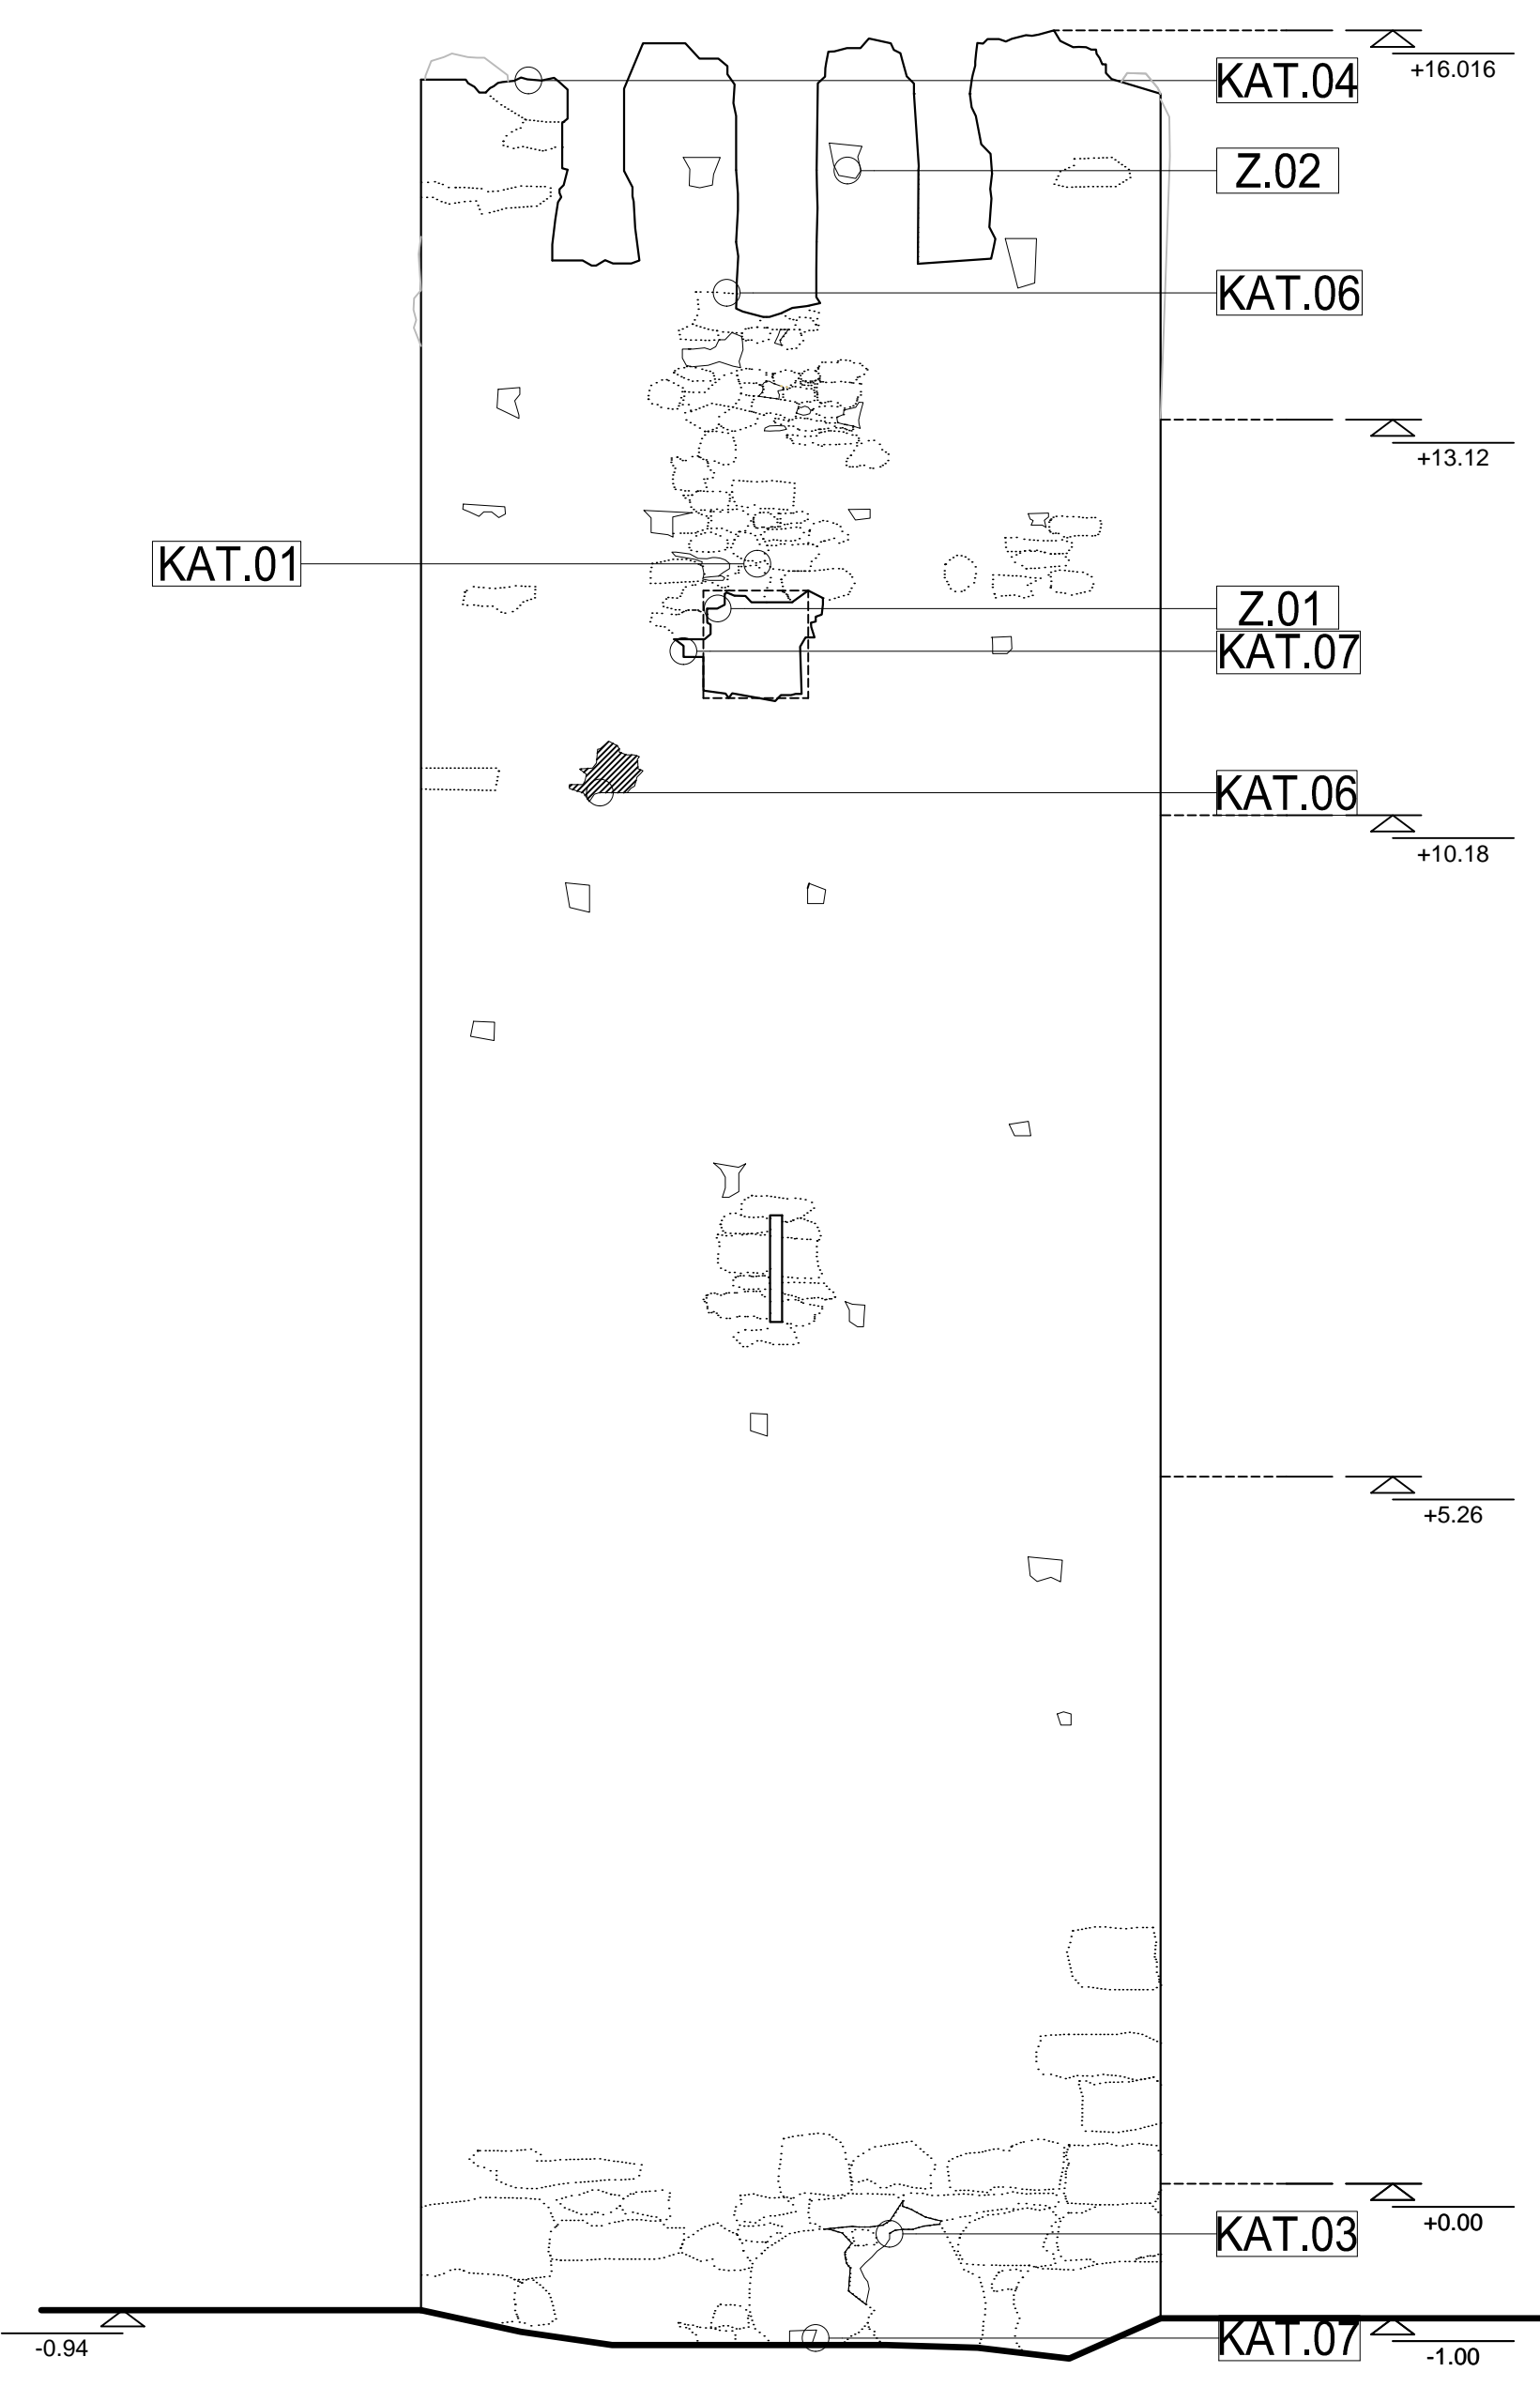 +16.016
KAT.04
Z.02
KAT.06
+13.12
KAT.01
Z.01
KAT.07
KAT.06
+10.18
+5.26
+0.00
KAT.03
-0.94
KAT.07
-1.00